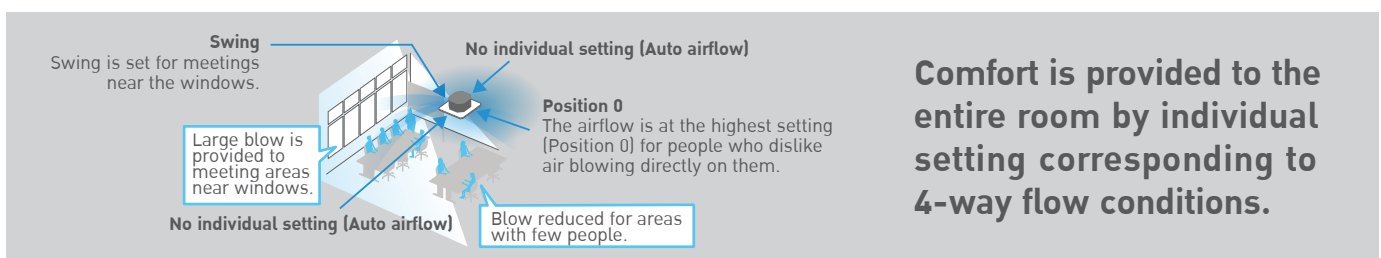 Swing
Swing is set for meetings
near the windows.
No individual setting (Auto airflow)
Position 0
The airflow is at the highest setting
(Position 0) for people who dislike
air blowing directly on them.
Large blow is
provided to
meeting areas
near windows.
No individual setting (Auto airflow)
Blow reduced for areas
with few people.
Comfort is provided to the
entire room by individual
setting corresponding to
4-way flow conditions.